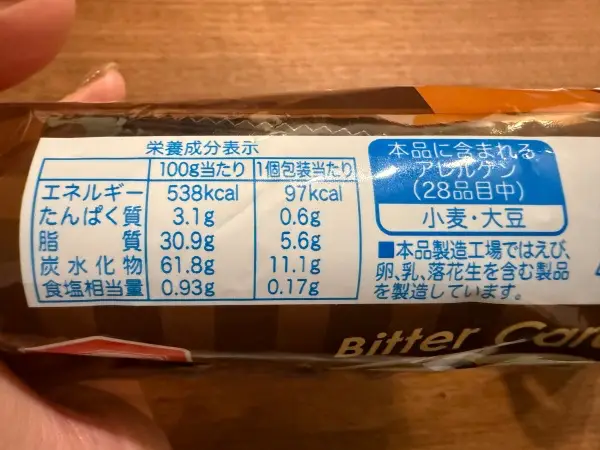 栄養成分表示
100g当たり 1個包装当たり
エネルギー 538kcal 97kcal
たんぱく質 3.1g 0.6g
脂質 30.9g 5.6g
炭水化物 61.8g 11.1g
食塩相当量 0.93g 0.17g
本品に含まれる
アレルゲン
(28品目中)
小麦・大豆
■本品製造工場ではえび、
卵、乳、落花生を含む製品
を製造しています。
Bitter